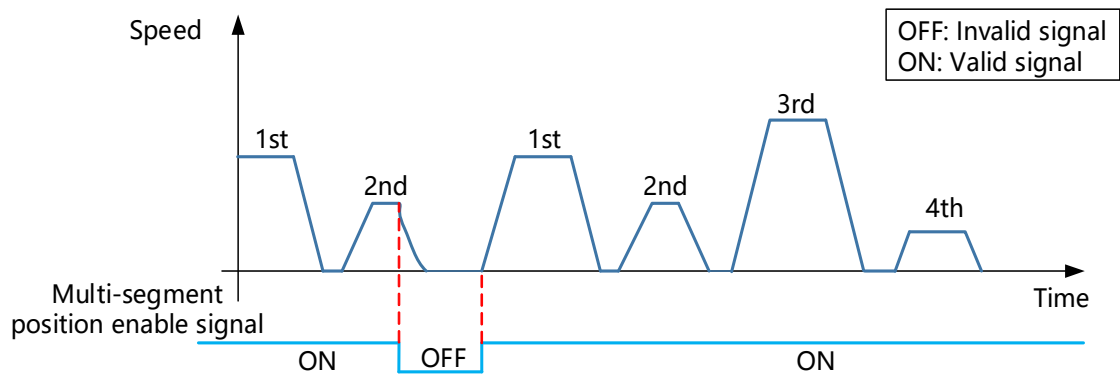 Speed
OFF: Invalid signal
ON: Valid signal
1st
2nd
1st
2nd
3rd
4th
Multi-segment
position enable signal
Time
ON
OFF
ON